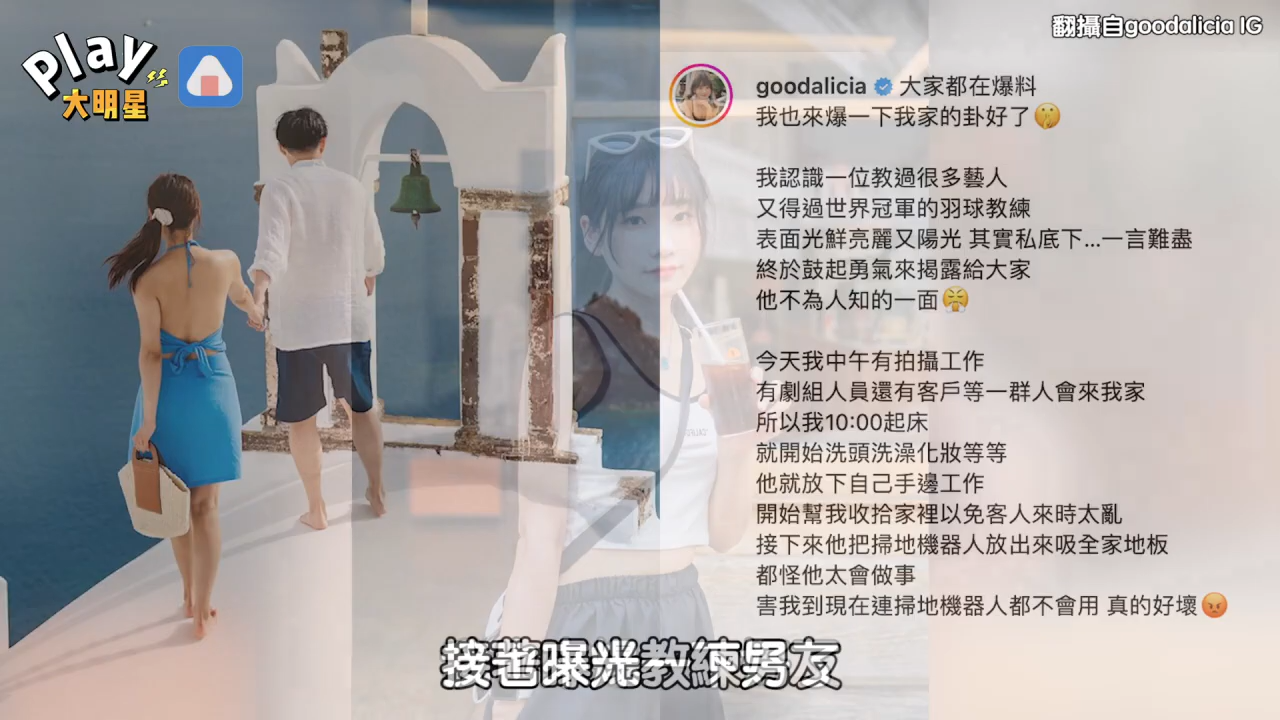 Play
大明星
翻攝自goodalicia IG
goodalicia 大家都在爆料
我也來爆一下我家的卦好了🤫
我認識一位教過很多藝人
又得過世界冠軍的羽球教練
表面光鮮亮麗又陽光 其實私底下...一言難盡
終於鼓起勇氣來揭露給大家
他不為人知的一面😤
今天我中午有拍攝工作
有劇組人員還有客戶等一群人會來我家
所以我10:00起床
就開始洗頭洗澡化妝等等
他就放下自己手邊工作
開始幫我收拾家裡以免客人來時太亂
接下來他把掃地機器人放出來吸全家地板
都怪他太會做事
害我到現在連掃地機器人都不會用 真的好壞😡
接著曝光教練男友